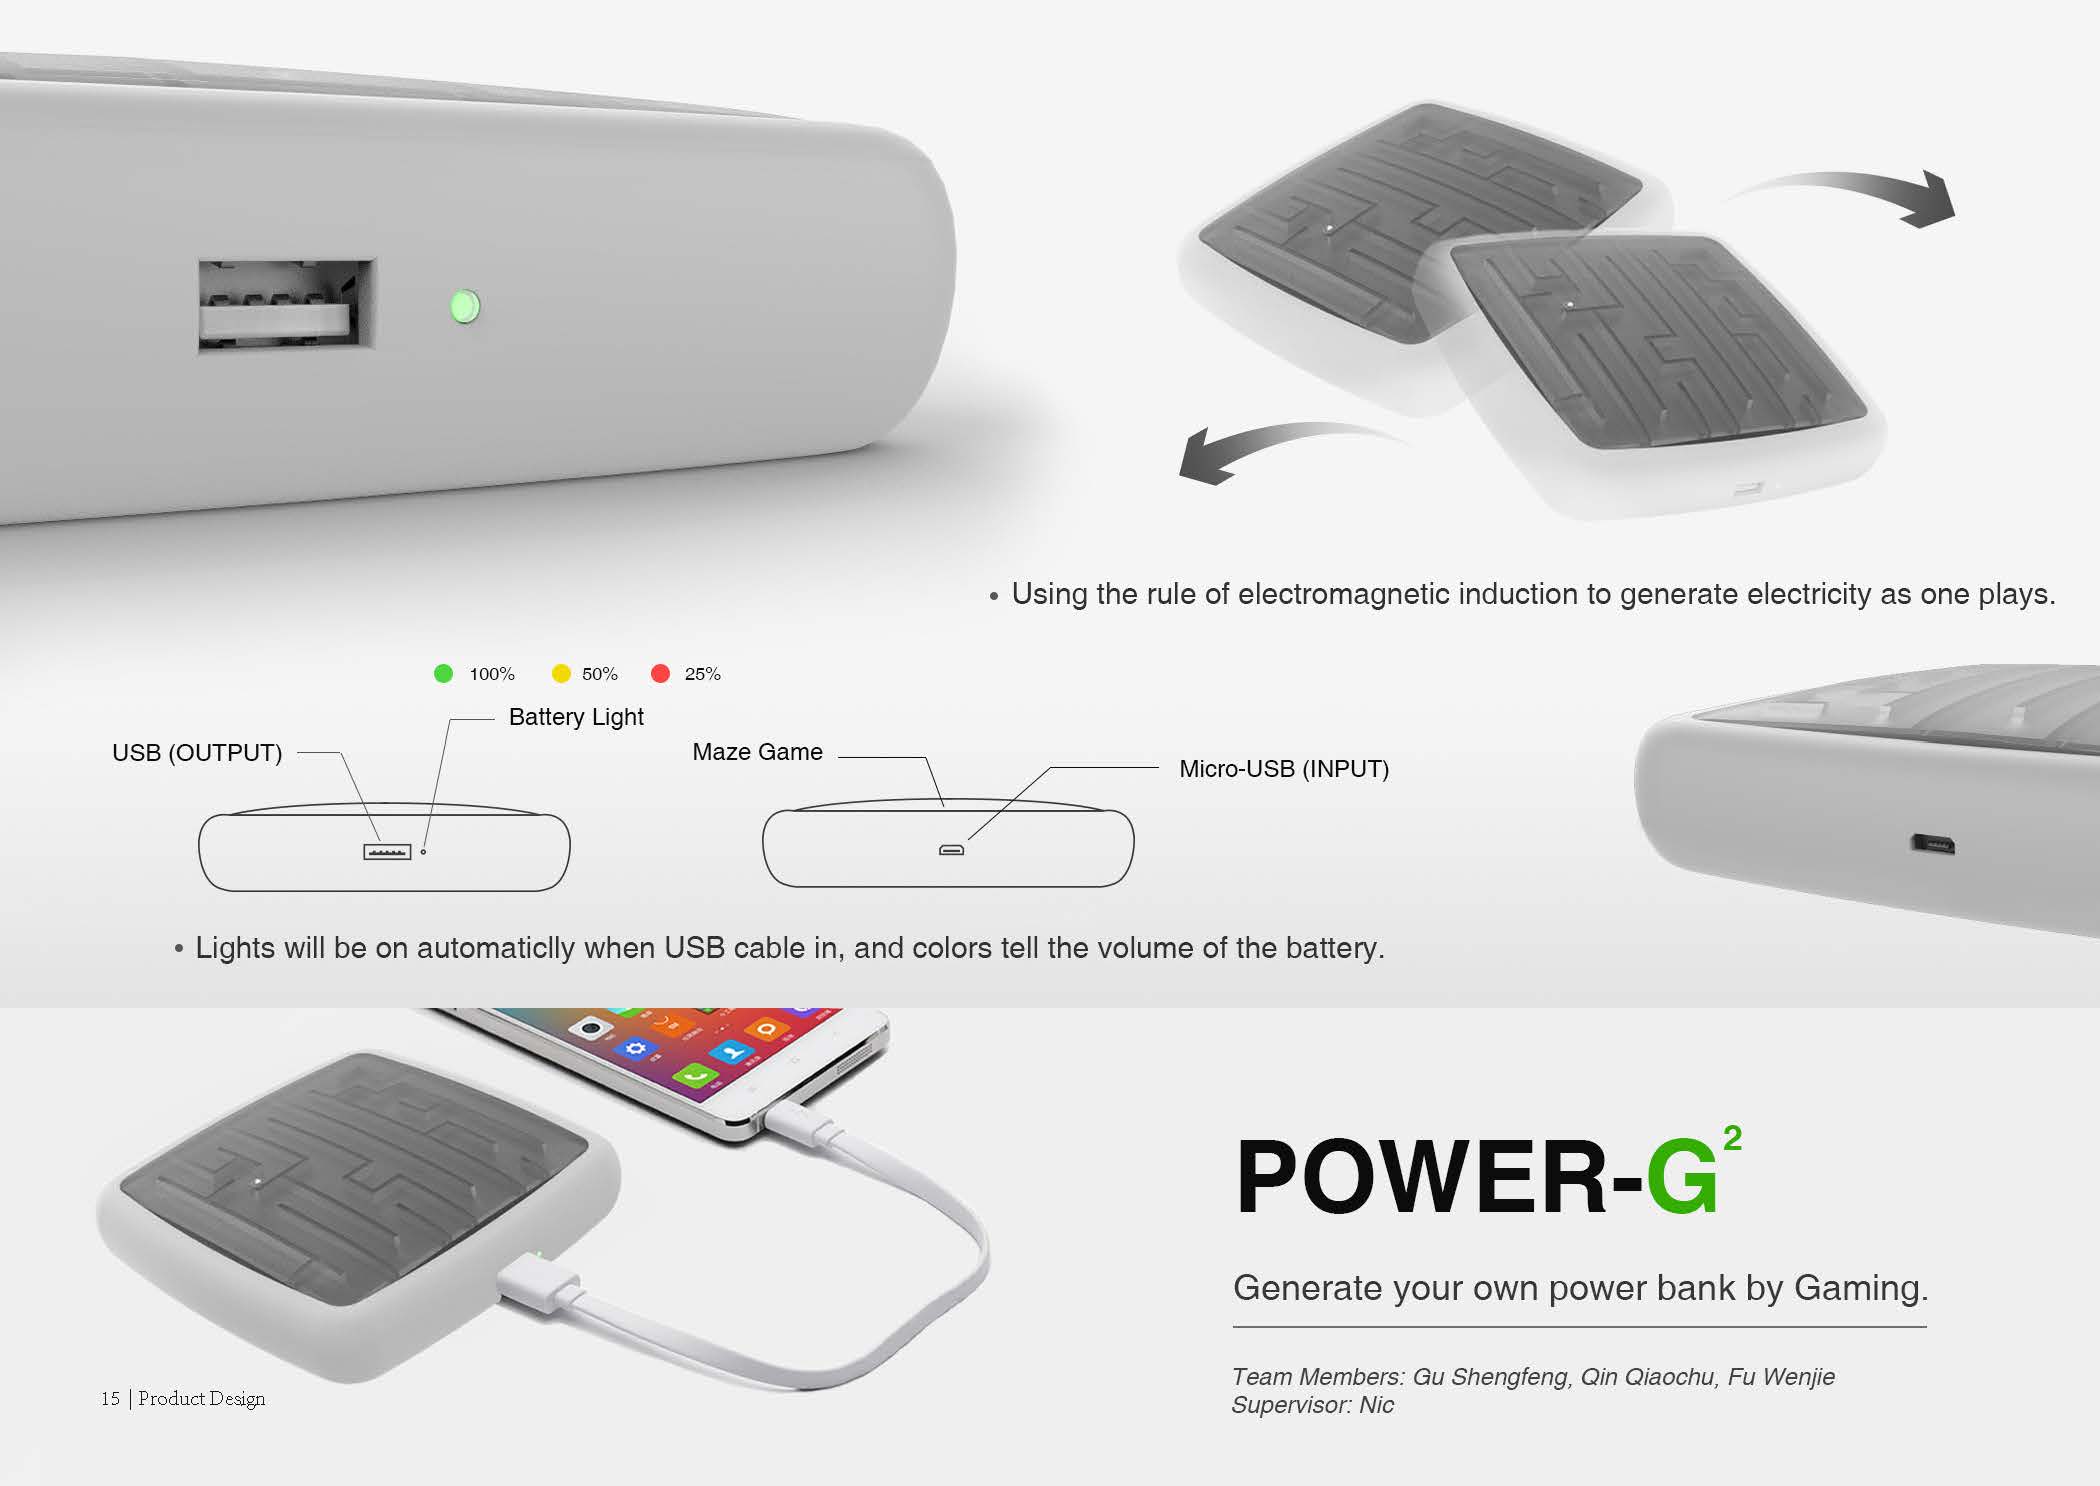 • Using the rule of electromagnetic induction to generate electricity as one plays.
100% 50% 25%
Battery Light
USB (OUTPUT)
Maze Game
Micro-USB (INPUT)
• Lights will be on automaticlly when USB cable in, and colors tell the volume of the battery.
POWER-G²
Generate your own power bank by Gaming.
Team Members: Gu Shengfeng, Qin Qiaochu, Fu Wenjie
Supervisor: Nic
15 | Product Design